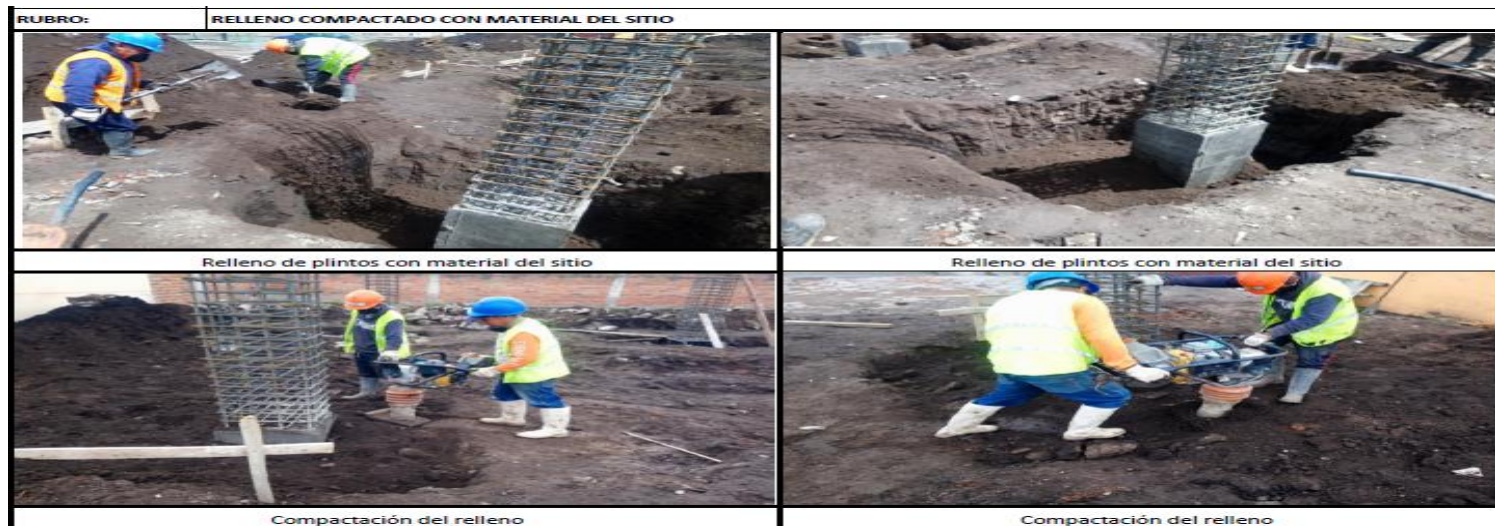 RUBRO: RELLENO COMPACTADO CON MATERIAL DEL SITIO
Relleno de plintos con material del sitio
Relleno de plintos con material del sitio
Compactación del relleno
Compactación del relleno